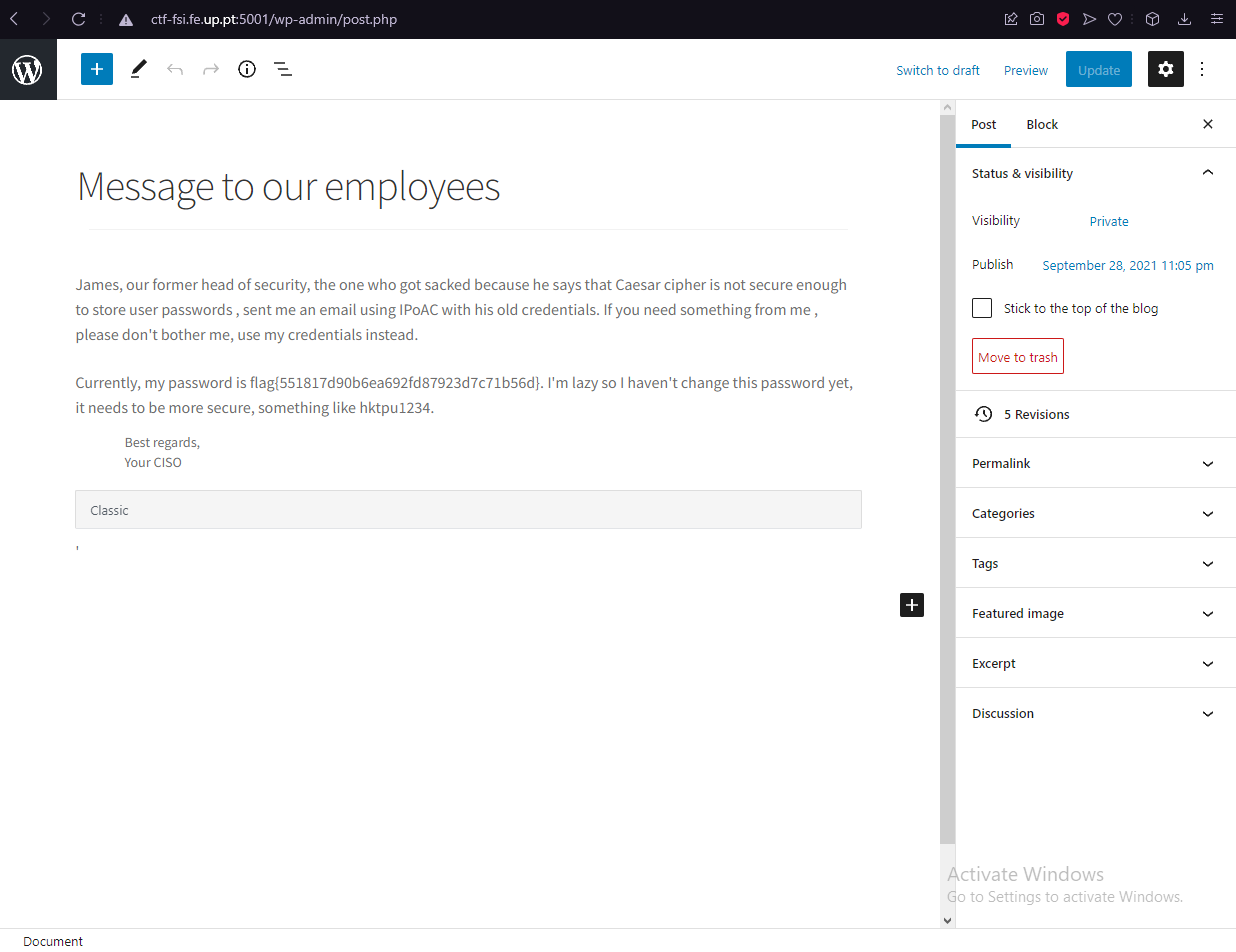 ctf-fsi.fe.up.pt:5001/wp-admin/post.php
Switch to draft
Preview
Update
Message to our employees
James, our former head of security, the one who got sacked because he says that Caesar cipher is not secure enough
to store user passwords , sent me an email using IPoAC with his old credentials. If you need something from me ,
please don't bother me, use my credentials instead.
Currently, my password is flag{551817d90b6ea692fd87923d7c71b56d}. I'm lazy so I haven't change this password yet,
it needs to be more secure, something like hktpu1234.
Best regards,
Your CISO
Classic
'
Post
Block
Status & visibility
Visibility
Private
Publish
September 28, 2021 11:05 pm
Stick to the top of the blog
Move to trash
5 Revisions
Permalink
Categories
Tags
Featured image
Excerpt
Discussion
Activate Windows
Go to Settings to activate Windows.
Document